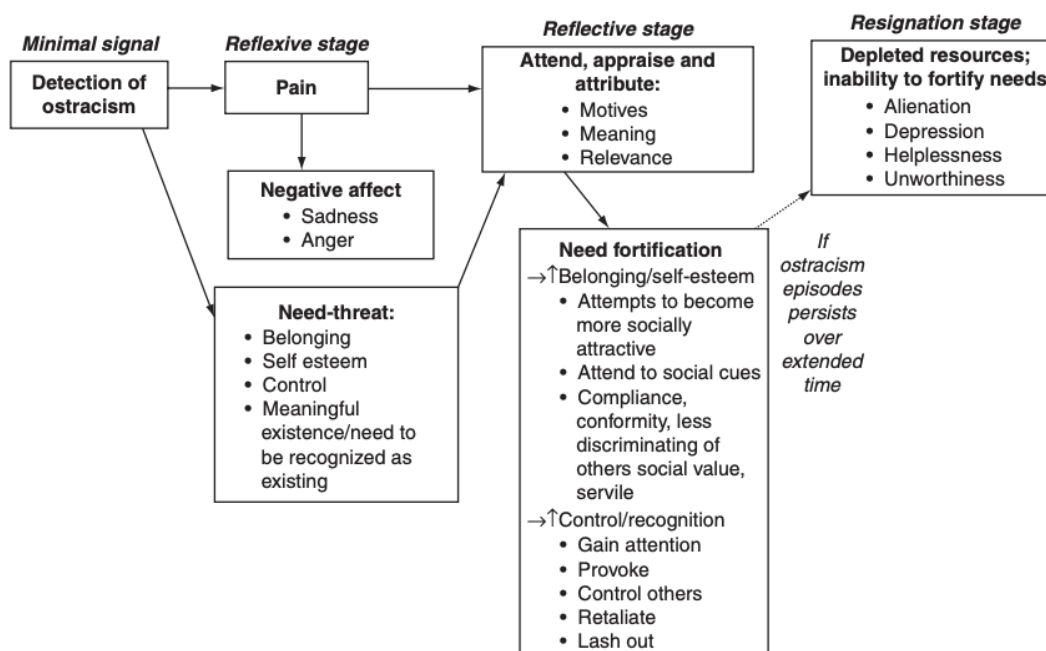 Minimal signal
Detection of
ostracism
Reflexive stage
Pain
Negative affect
• Sadness
• Anger
Need-threat:
• Belonging
• Self esteem
• Control
• Meaningful
existence/need to
be recognized as
existing
Reflective stage
Attend, appraise and
attribute:
• Motives
• Meaning
• Relevance
Need fortification
→↑Belonging/self-esteem
• Attempts to become
more socially
attractive
• Attend to social cues
• Compliance,
conformity, less
discriminating of
others social value,
servile
→↑Control/recognition
• Gain attention
• Provoke
• Control others
• Retaliate
• Lash out
If
ostracism
episodes
persists
over
extended
time
Resignation stage
Depleted resources;
inability to fortify needs
• Alienation
• Depression
• Helplessness
• Unworthiness